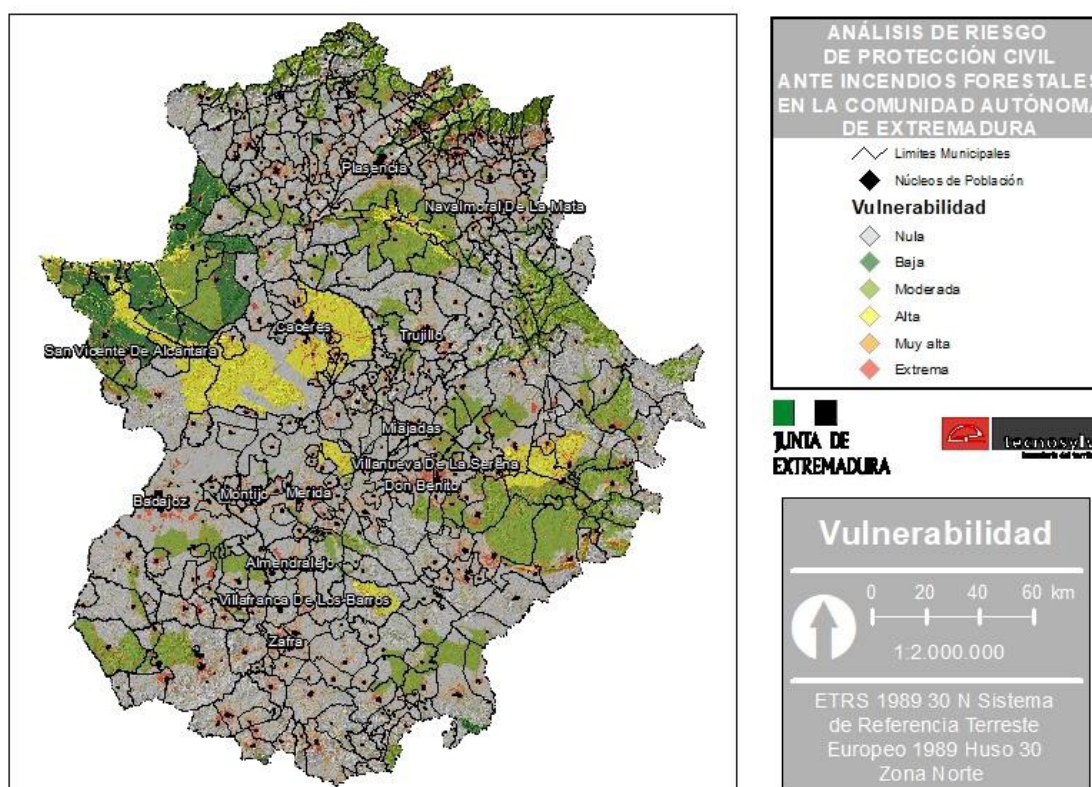 Plasencia
Navalmoral De La Mata
Caceres
Trujillo
San Vicente De Alcántara
Miajadas
Villanueva De La Serena
Don Benito
Badajoz
Montijo
Merida
Almendralejo
Villafranca De Los Barros
Zafra
ANÁLISIS DE RIESGO
DE PROTECCIÓN CIVIL
ANTE INCENDIOS FORESTALES
EN LA COMUNIDAD AUTÓNOMA
DE EXTREMADURA
Limites Municipales
Núcleos de Población
Vulnerabilidad
Nula
Baja
Moderada
Alta
Muy alta
Extrema
JUNTA DE
EXTREMADURA
Vulnerabilidad
0 20 40 60 km
1:2.000.000
ETRS 1989 30 N Sistema
de Referencia Terreste
Europeo 1989 Huso 30
Zona Norte